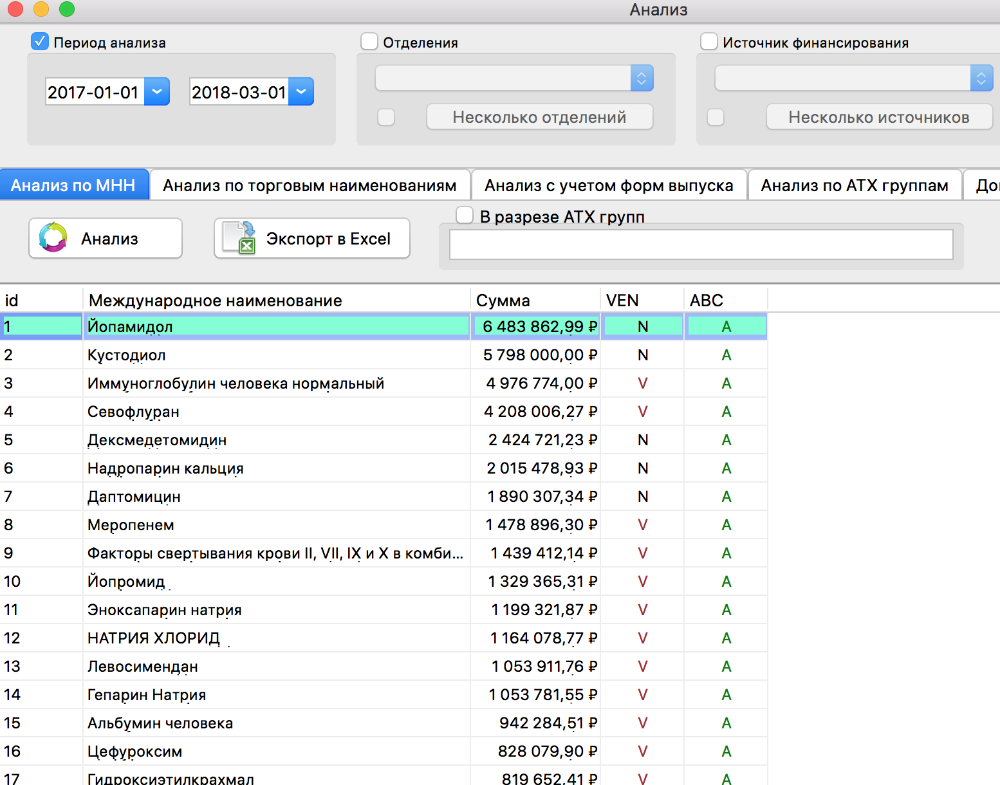 Анализ
Период анализа
Отделения
Источник финансирования
2017-01-01 2018-03-01
Несколько отделений
Несколько источников
Анализ по МНН Анализ по торговым наименованиям Анализ с учетом форм выпуска Анализ по АТХ группам
Анализ Экспорт в Excel
В разрезе АТХ групп
id Международное наименование Сумма VEN ABC
1 Йопамидол 6 483 862,99 ₽ N A
2 Кустодиол 5 798 000,00 ₽ N A
3 Иммуноглобулин человека нормальный 4 976 774,00 ₽ V A
4 Севофлуран 4 208 006,27 ₽ V A
5 Дексмедетомидин 2 424 721,23 ₽ N A
6 Надропарин кальция 2 015 478,93 ₽ N A
7 Даптомицин 1 890 307,34 ₽ N A
8 Меропенем 1 478 896,30 ₽ V A
9 Факторы свертывания крови II, VII, IX и X в комби... 1 439 412,14 ₽ V A
10 Йопромид 1 329 365,31 ₽ V A
11 Эноксапарин натрия 1 199 321,87 ₽ V A
12 НАТРИЯ ХЛОРИД 1 164 078,77 ₽ V A
13 Левосимендан 1 053 911,76 ₽ V A
14 Гепарин Натрия 1 053 781,55 ₽ V A
15 Альбумин человека 942 284,51 ₽ V A
16 Цефуроксим 828 079,90 ₽ V A
17 Гидроксиэтилкрахмал 819 652,41 ₽ V A